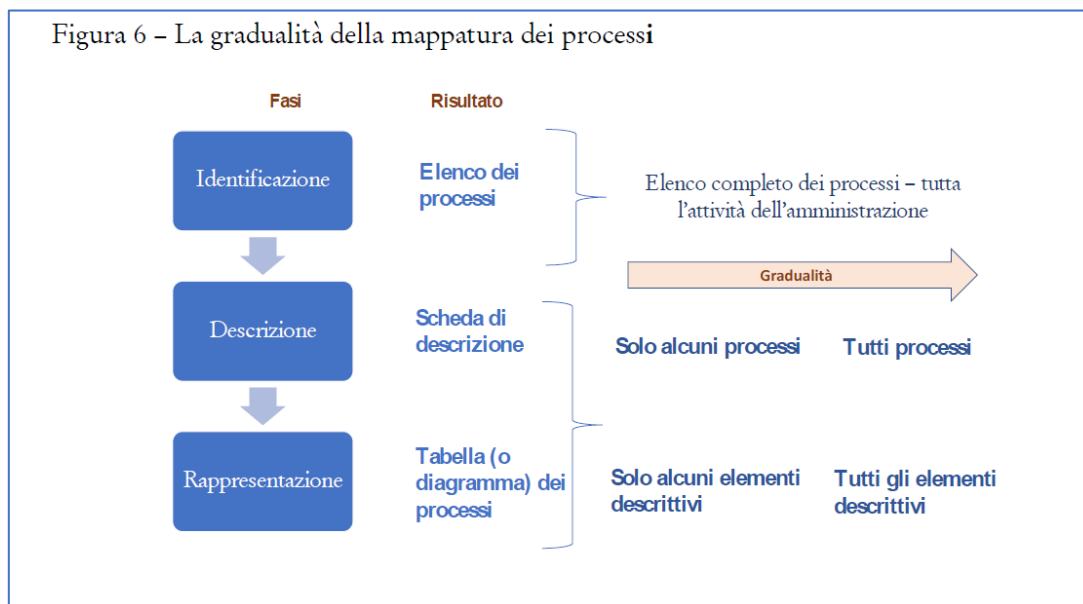 Figura 6 – La gradualità della mappatura dei processi
Fasi
Risultato
Identificazione
Elenco dei
processi
Elenco completo dei processi – tutta
l'attività dell'amministrazione
Gradualità
Descrizione
Scheda di
descrizione
Solo alcuni processi
Tutti processi
Rappresentazione
Tabella (o
diagramma) dei
processi
Solo alcuni elementi
descrittivi
Tutti gli elementi
descrittivi